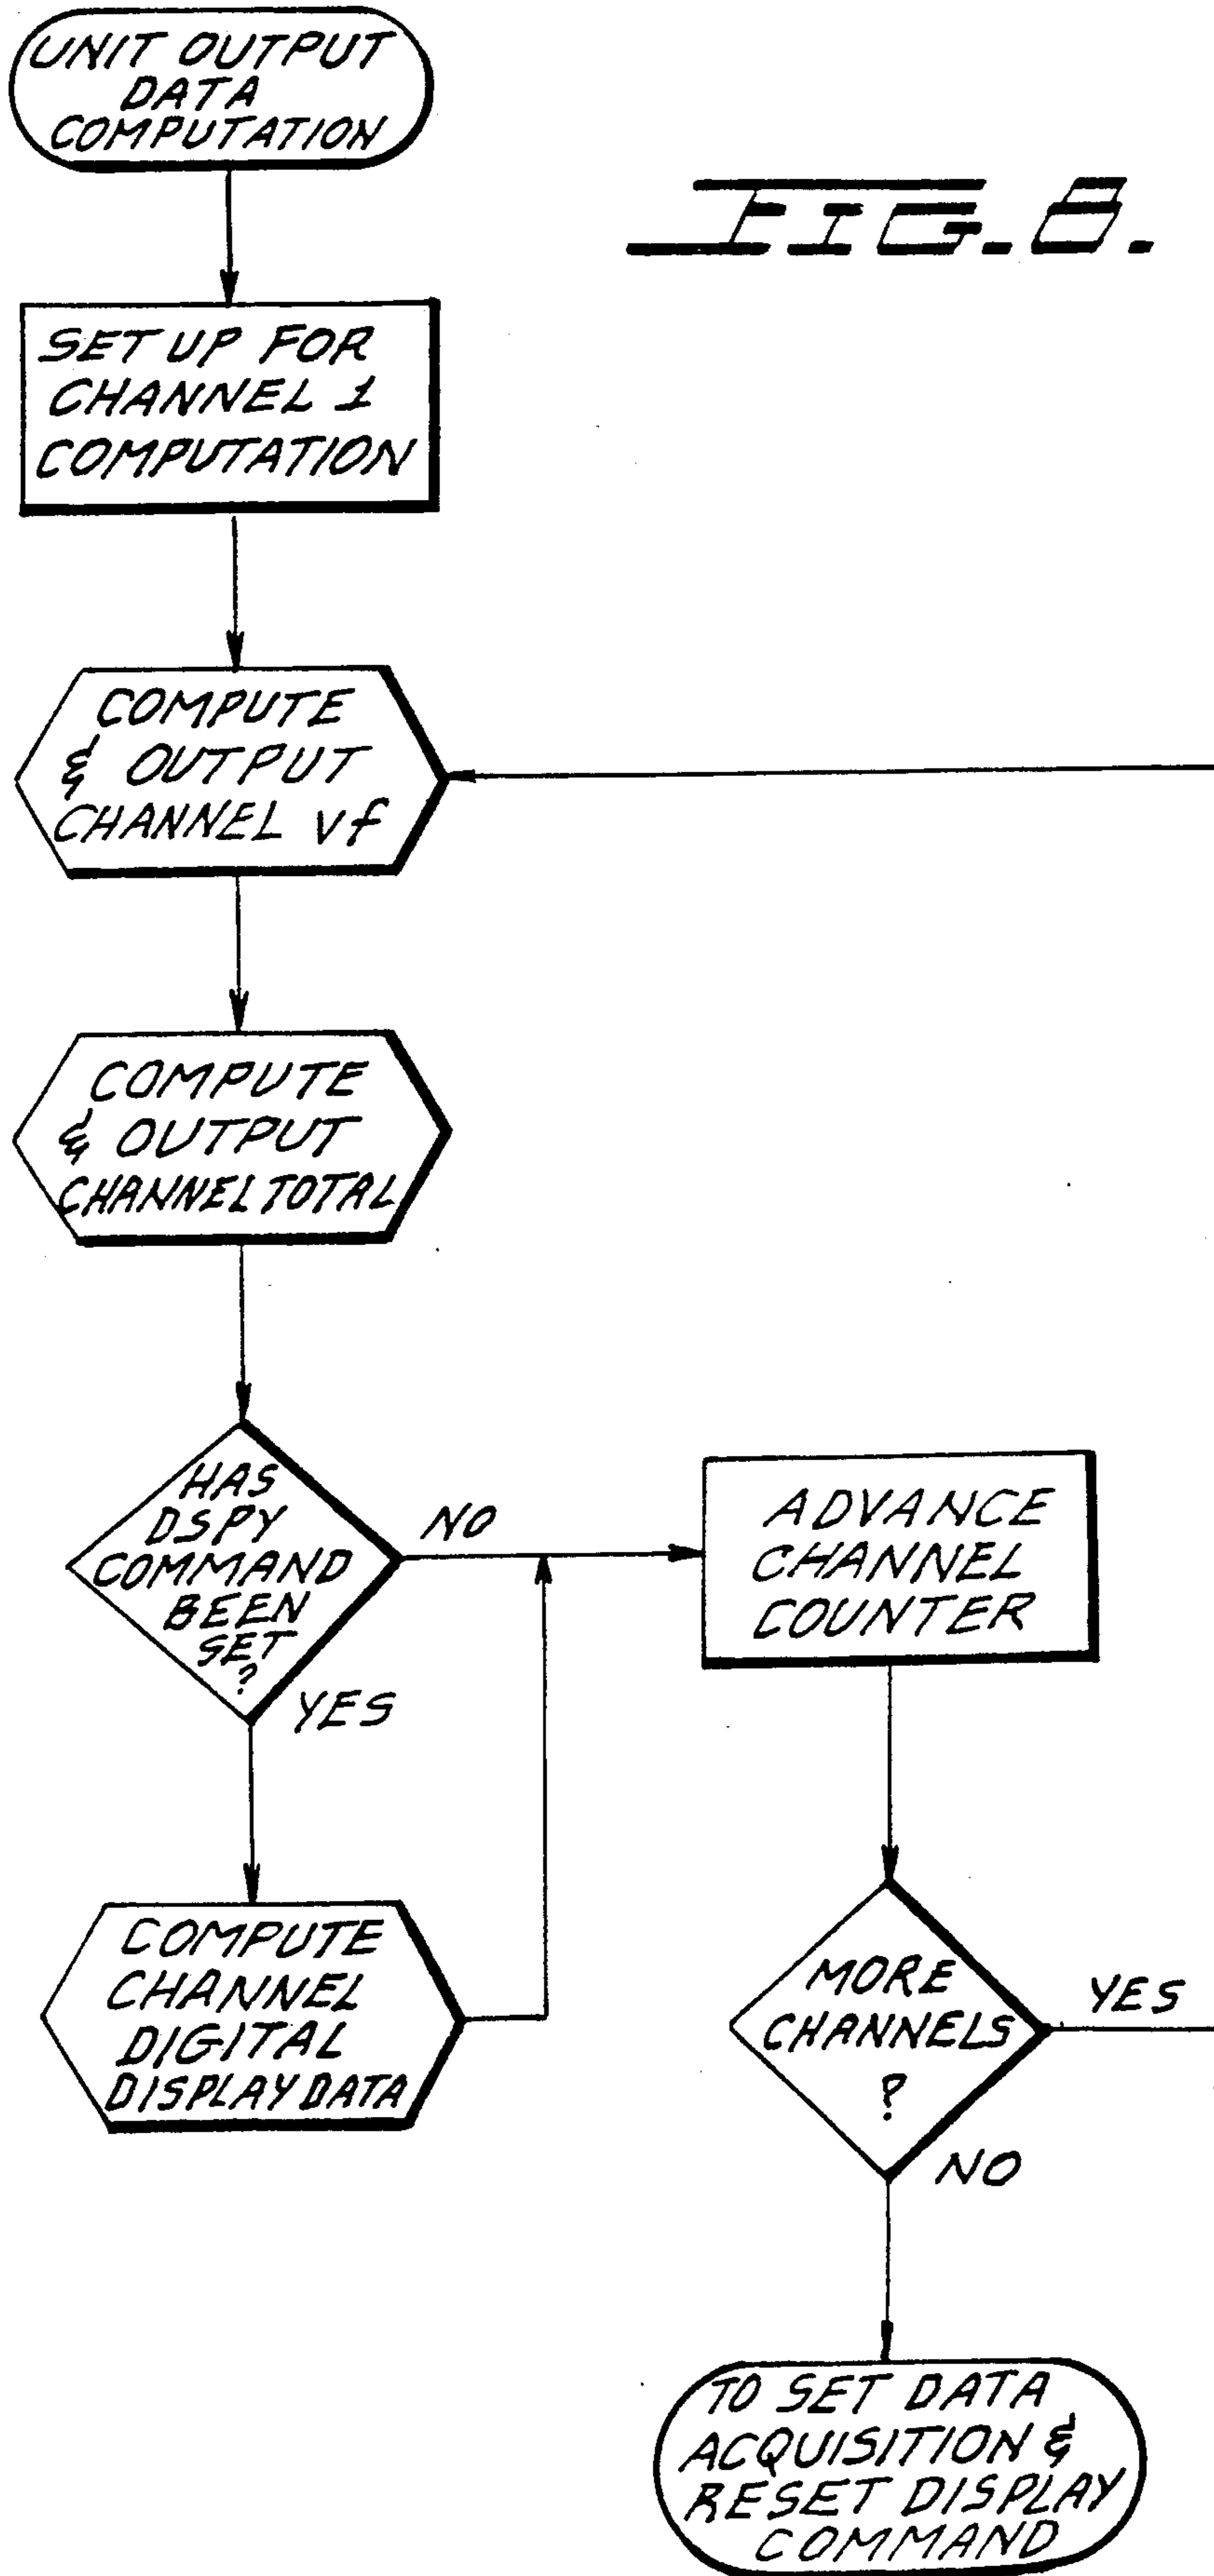 UNIT OUTPUT
DATA
COMPUTATION
FIG. 8.
SET UP FOR
CHANNEL 1
COMPUTATION
COMPUTE
& OUTPUT
CHANNEL vf
COMPUTE
& OUTPUT
CHANNEL TOTAL
HAS
DSPY
COMMAND
BEEN
SET
?
NO
YES
COMPUTE
CHANNEL
DIGITAL
DISPLAY DATA
ADVANCE
CHANNEL
COUNTER
MORE
CHANNELS
?
YES
NO
TO SET DATA
ACQUISITION &
RESET DISPLAY
COMMAND